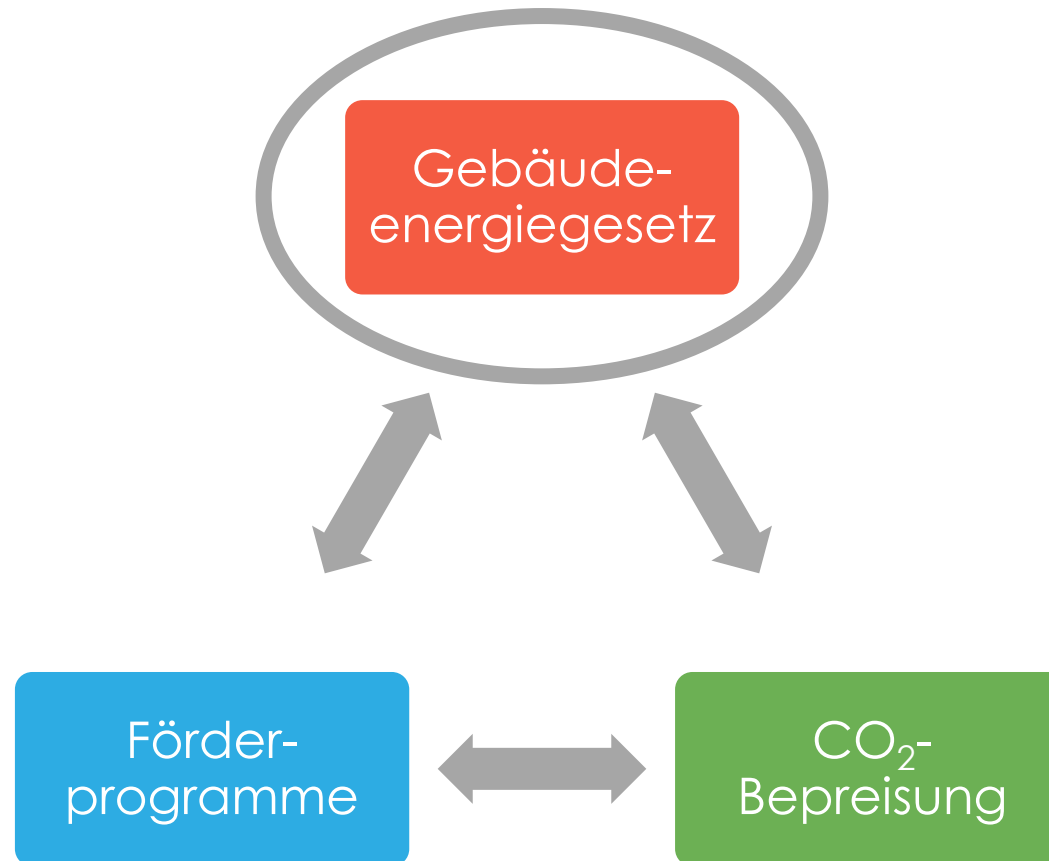 Gebäude-
energiegesetz
Förder-
programme
CO₂-
Bepreisung